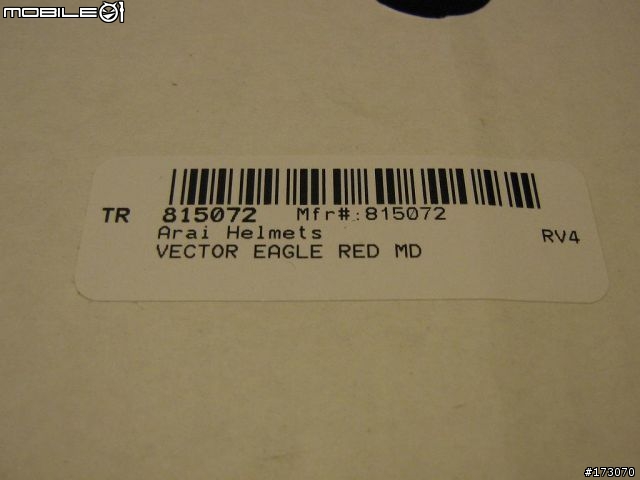 MOBILE01
TR 815072 Mfr#:815072
Arai Helmets
VECTOR EAGLE RED MD
RV4
#173070